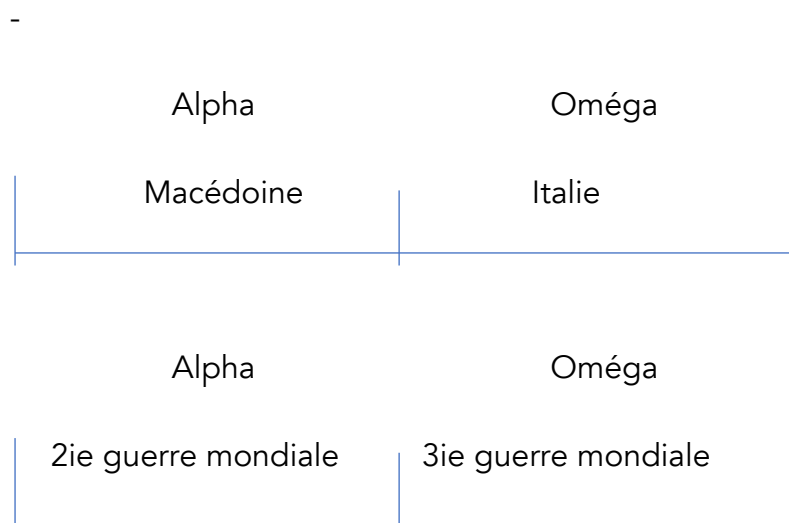 -
Alpha Oméga
Macédoine Italie
Alpha Oméga
2ie guerre mondiale 3ie guerre mondiale